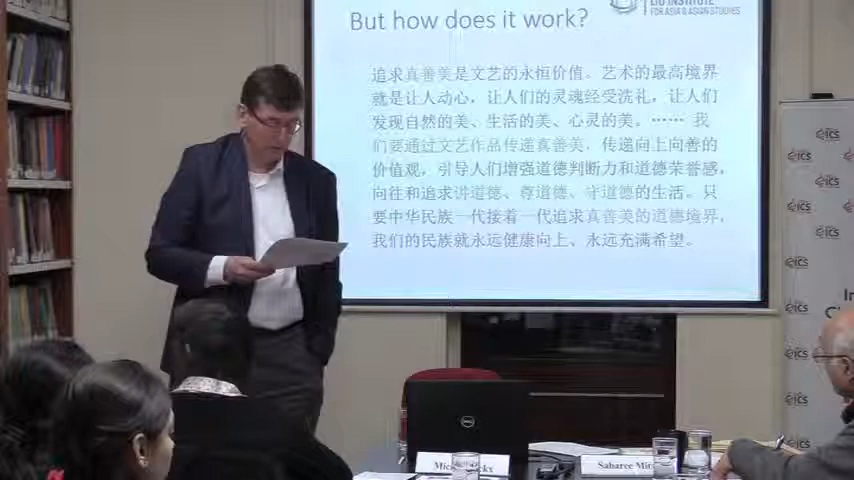 But how does it work?
LIU INSTITUTE
FOR ASIA & ASIAN STUDIES
追求真善美是文艺的永恒价值。艺术的最高境界
就是让人动心，让人们的灵魂经受洗礼，让人们
发现自然的美、生活的美、心灵的美。…… 我
们要通过文艺作品传递真善美，传递向上向善的
价值观，引导人们增强道德判断力和道德荣誉感，
向往和追求讲道德、尊道德、守道德的生活。只
要中华民族一代接着一代追求真善美的道德境界，
我们的民族就永远健康向上、永远充满希望。
ICS
ICS
ICS
ICS
ICS
ICS
ICS
ICS
ICS
DELL
Sabaree